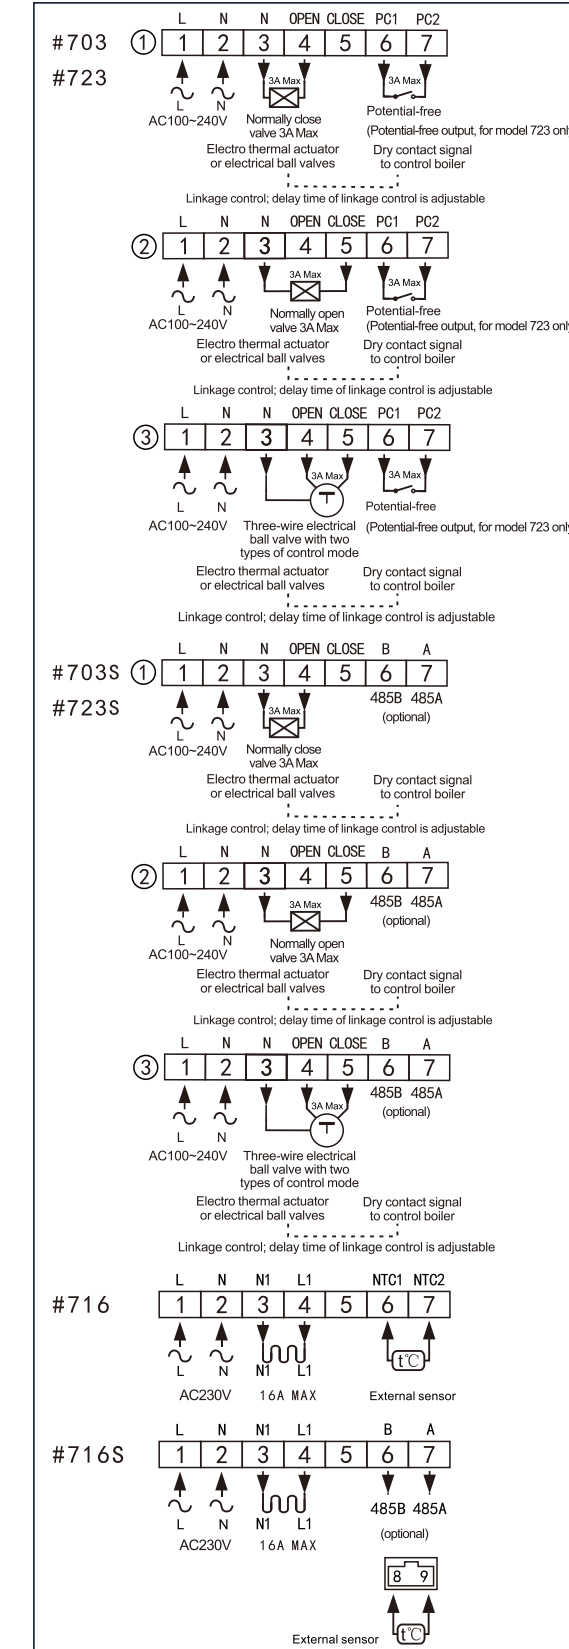 L N N OPEN CLOSE PC1 PC2
#703 ① 1 2 3 4 5 6 7
#723
3A Max 3A Max
L N
AC100~240V
Normally close
valve 3A Max
Potential-free
(Potential-free output, for model 723 only
Electro thermal actuator
or electrical ball valves
Dry contact signal
to control boiler
Linkage control; delay time of linkage control is adjustable
L N N OPEN CLOSE PC1 PC2
② 1 2 3 4 5 6 7
3A Max 3A Max
L N
AC100~240V
Normally open
valve 3A Max
Potential-free
(Potential-free output, for model 723 only
Electro thermal actuator
or electrical ball valves
Dry contact signal
to control boiler
Linkage control; delay time of linkage control is adjustable
L N N OPEN CLOSE PC1 PC2
③ 1 2 3 4 5 6 7
3A Max 3A Max
T
L N
AC100~240V
Three-wire electrical
ball valve with two
types of control mode
Potential-free
(Potential-free output, for model 723 only
Electro thermal actuator
or electrical ball valves
Dry contact signal
to control boiler
Linkage control; delay time of linkage control is adjustable
L N N OPEN CLOSE B A
#703S ① 1 2 3 4 5 6 7
#723S
485B 485A
(optional)
3A Max
L N
AC100~240V
Normally close
valve 3A Max
Electro thermal actuator
or electrical ball valves
Dry contact signal
to control boiler
Linkage control; delay time of linkage control is adjustable
L N N OPEN CLOSE B A
② 1 2 3 4 5 6 7
485B 485A
(optional)
3A Max
L N
AC100~240V
Normally open
valve 3A Max
Electro thermal actuator
or electrical ball valves
Dry contact signal
to control boiler
Linkage control; delay time of linkage control is adjustable
L N N OPEN CLOSE B A
③ 1 2 3 4 5 6 7
485B 485A
(optional)
3A Max
T
L N
AC100~240V
Three-wire electrical
ball valve with two
types of control mode
Electro thermal actuator
or electrical ball valves
Dry contact signal
to control boiler
Linkage control; delay time of linkage control is adjustable
L N N1 L1 NTC1 NTC2
#716 1 2 3 4 5 6 7
t℃
L N N1 L1
AC230V 16A MAX External sensor
L N N1 L1 B A
#716S 1 2 3 4 5 6 7
485B 485A
L N N1 L1
(optional)
AC230V 16A MAX
8 9
t℃
External sensor